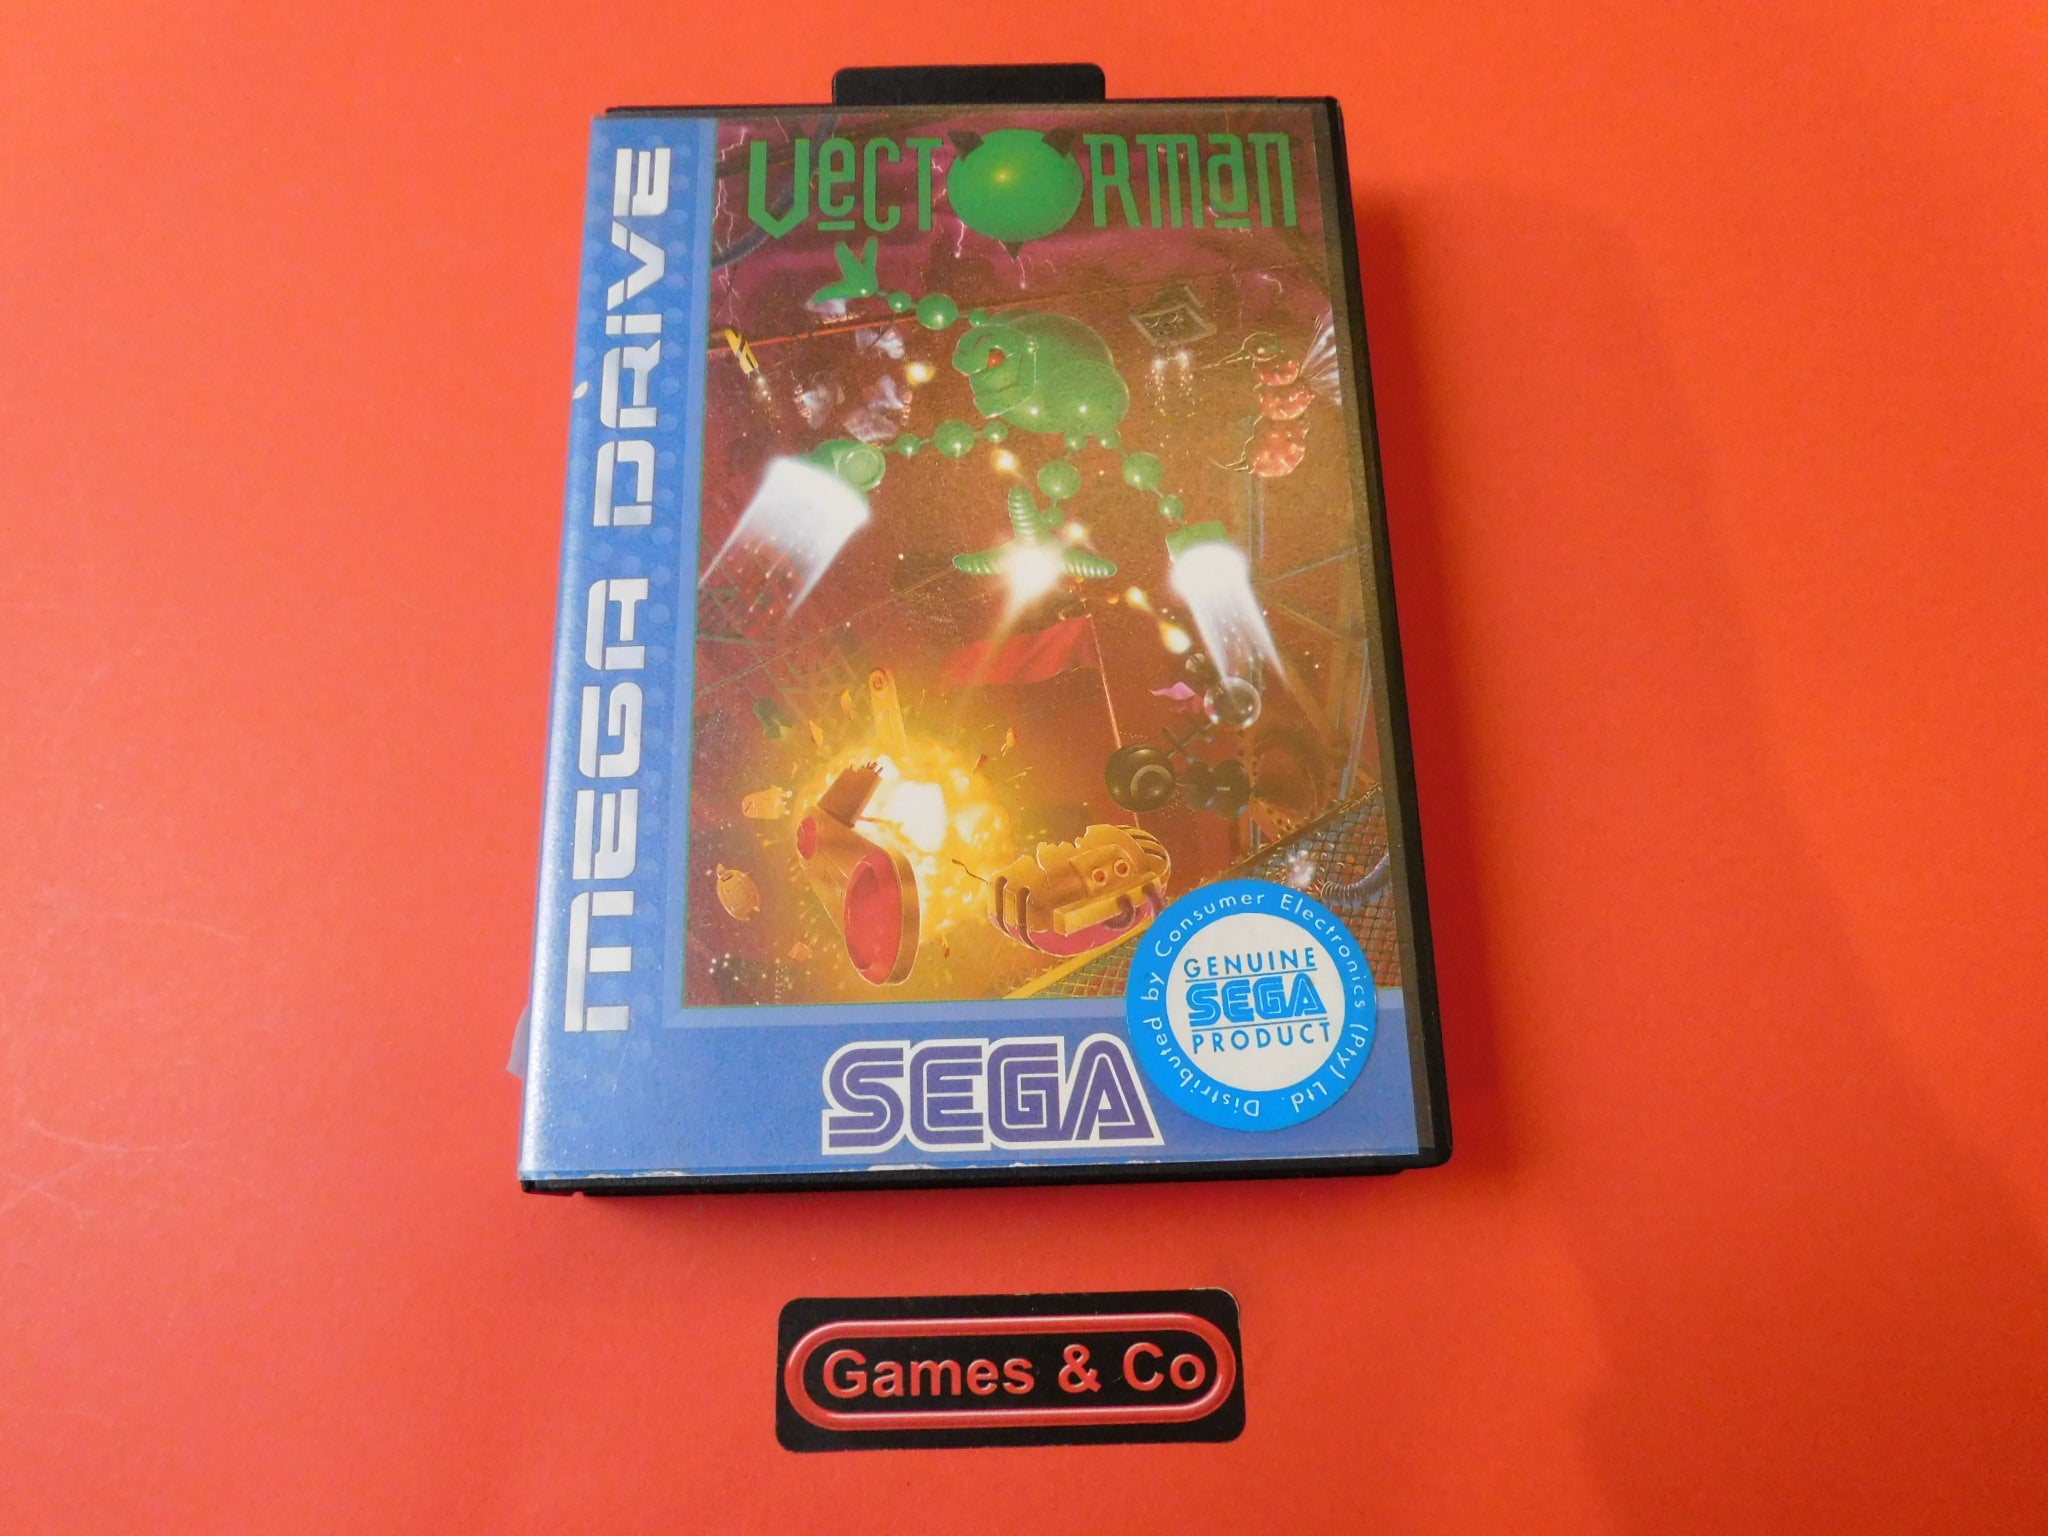 VECTORMAN
MEGA DRIVE
Distributed by Consumer Electronics (Pty) Ltd.
GENUINE
SEGA
PRODUCT
SEGA
Games & Co